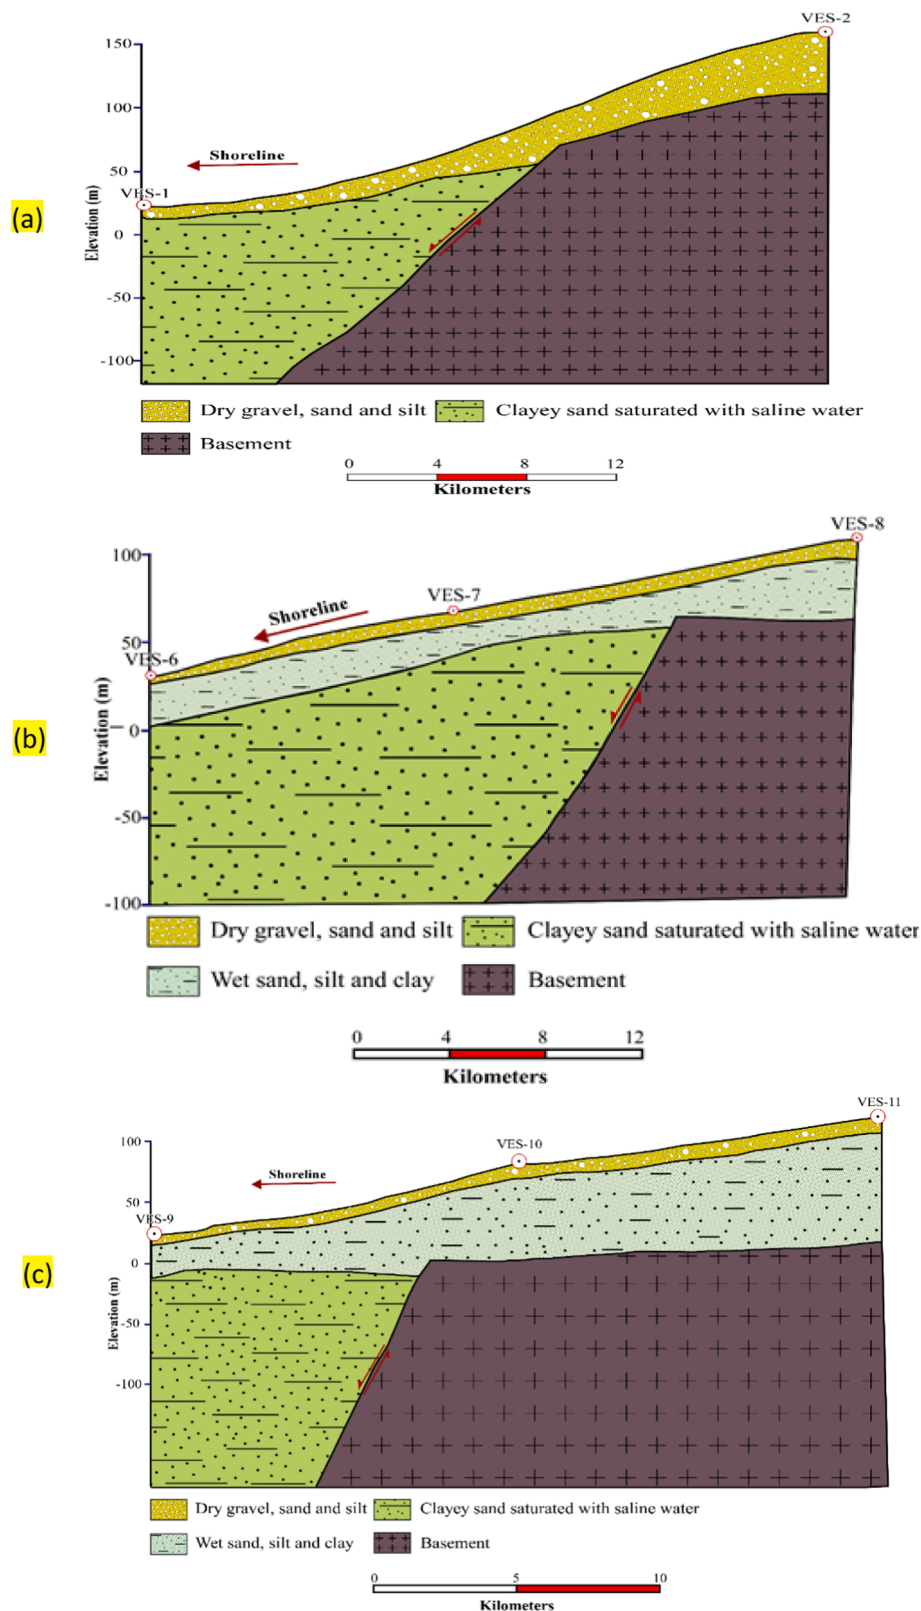 VES-2
150
100
Shoreline
50
VES-1
(a)
Elevation (m)
0
-50
-100
Dry gravel, sand and silt
Clayey sand saturated with saline water
Basement
0 4 8 12
Kilometers
VES-8
100
VES-7
Shoreline
50
VES-6
(b)
Elevation (m)
0
-50
-100
Dry gravel, sand and silt
Clayey sand saturated with saline water
Wet sand, silt and clay
Basement
0 4 8 12
Kilometers
VES-11
100
VES-10
Shoreline
50
VES-9
(c)
Elevation (m)
0
-50
-100
Dry gravel, sand and silt
Clayey sand saturated with saline water
Wet sand, silt and clay
Basement
0 5 10
Kilometers